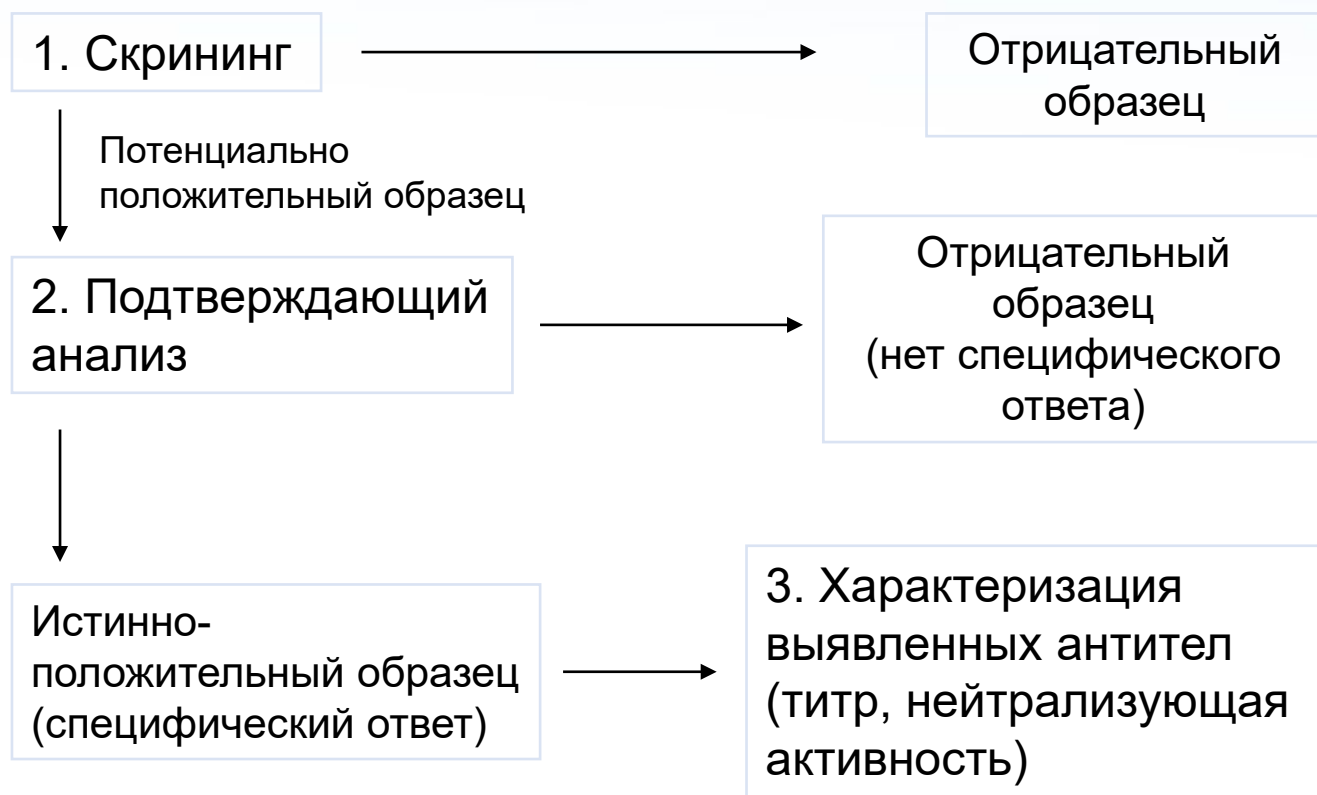 1. Скрининг
Отрицательный
образец
Потенциально
положительный образец
2. Подтверждающий
анализ
Отрицательный
образец
(нет специфического
ответа)
Истинно-
положительный образец
(специфический ответ)
3. Характеризация
выявленных антител
(титр, нейтрализующая
активность)